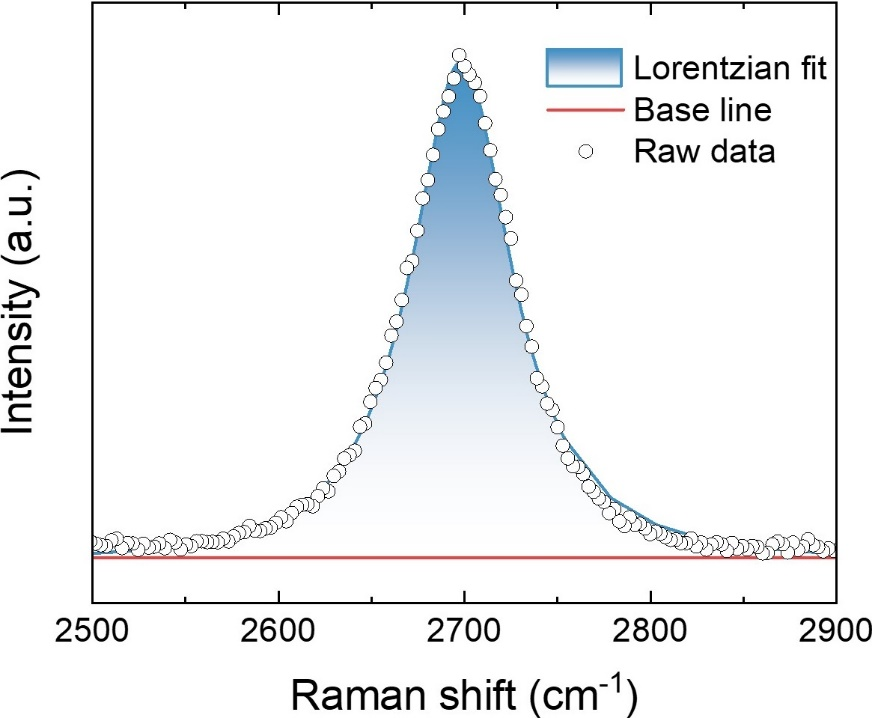 Lorentzian fit
Base line
Raw data
Intensity (a.u.)
2500 2600 2700 2800 2900
Raman shift (cm⁻¹)